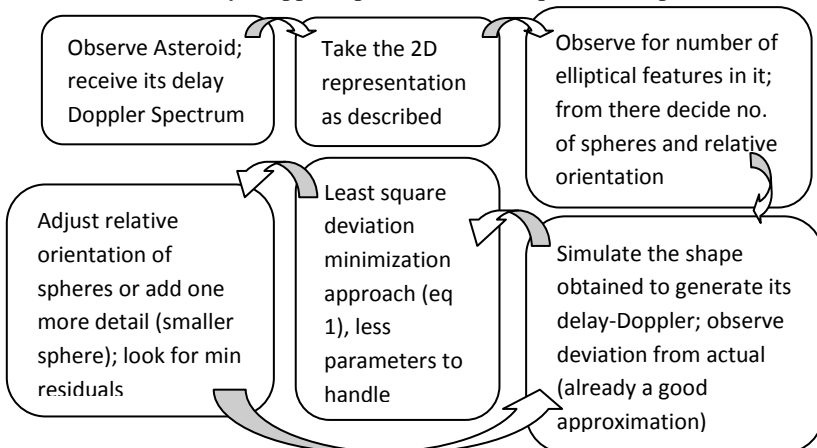 Observe Asteroid;
receive its delay
Doppler Spectrum
Take the 2D
representation
as described
Observe for number of
elliptical features in it;
from there decide no.
of spheres and relative
orientation
Simulate the shape
obtained to generate its
delay-Doppler; observe
deviation from actual
(already a good
approximation)
Least square
deviation
minimization
approach (eq
1), less
parameters to
handle
Adjust relative
orientation of
spheres or add one
more detail (smaller
sphere); look for min
residuals